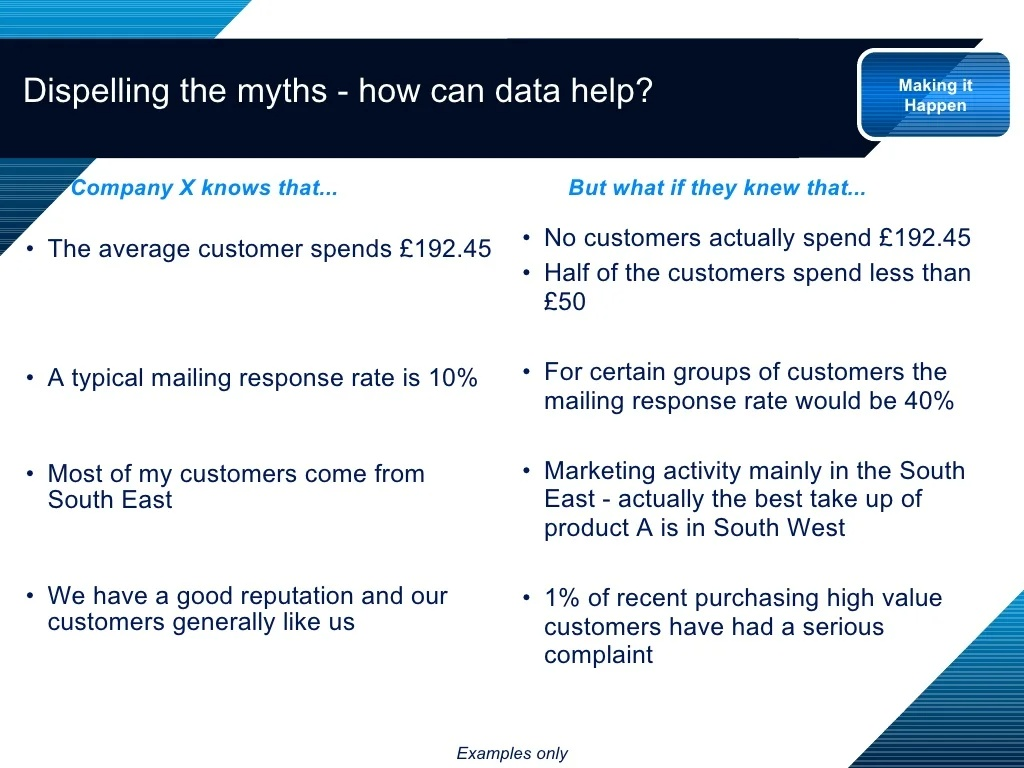 Dispelling the myths - how can data help?
Making it
Happen
Company X knows that...
• The average customer spends £192.45
• A typical mailing response rate is 10%
• Most of my customers come from
South East
• We have a good reputation and our
customers generally like us
But what if they knew that...
• No customers actually spend £192.45
• Half of the customers spend less than
£50
• For certain groups of customers the
mailing response rate would be 40%
• Marketing activity mainly in the South
East - actually the best take up of
product A is in South West
• 1% of recent purchasing high value
customers have had a serious
complaint
Examples only